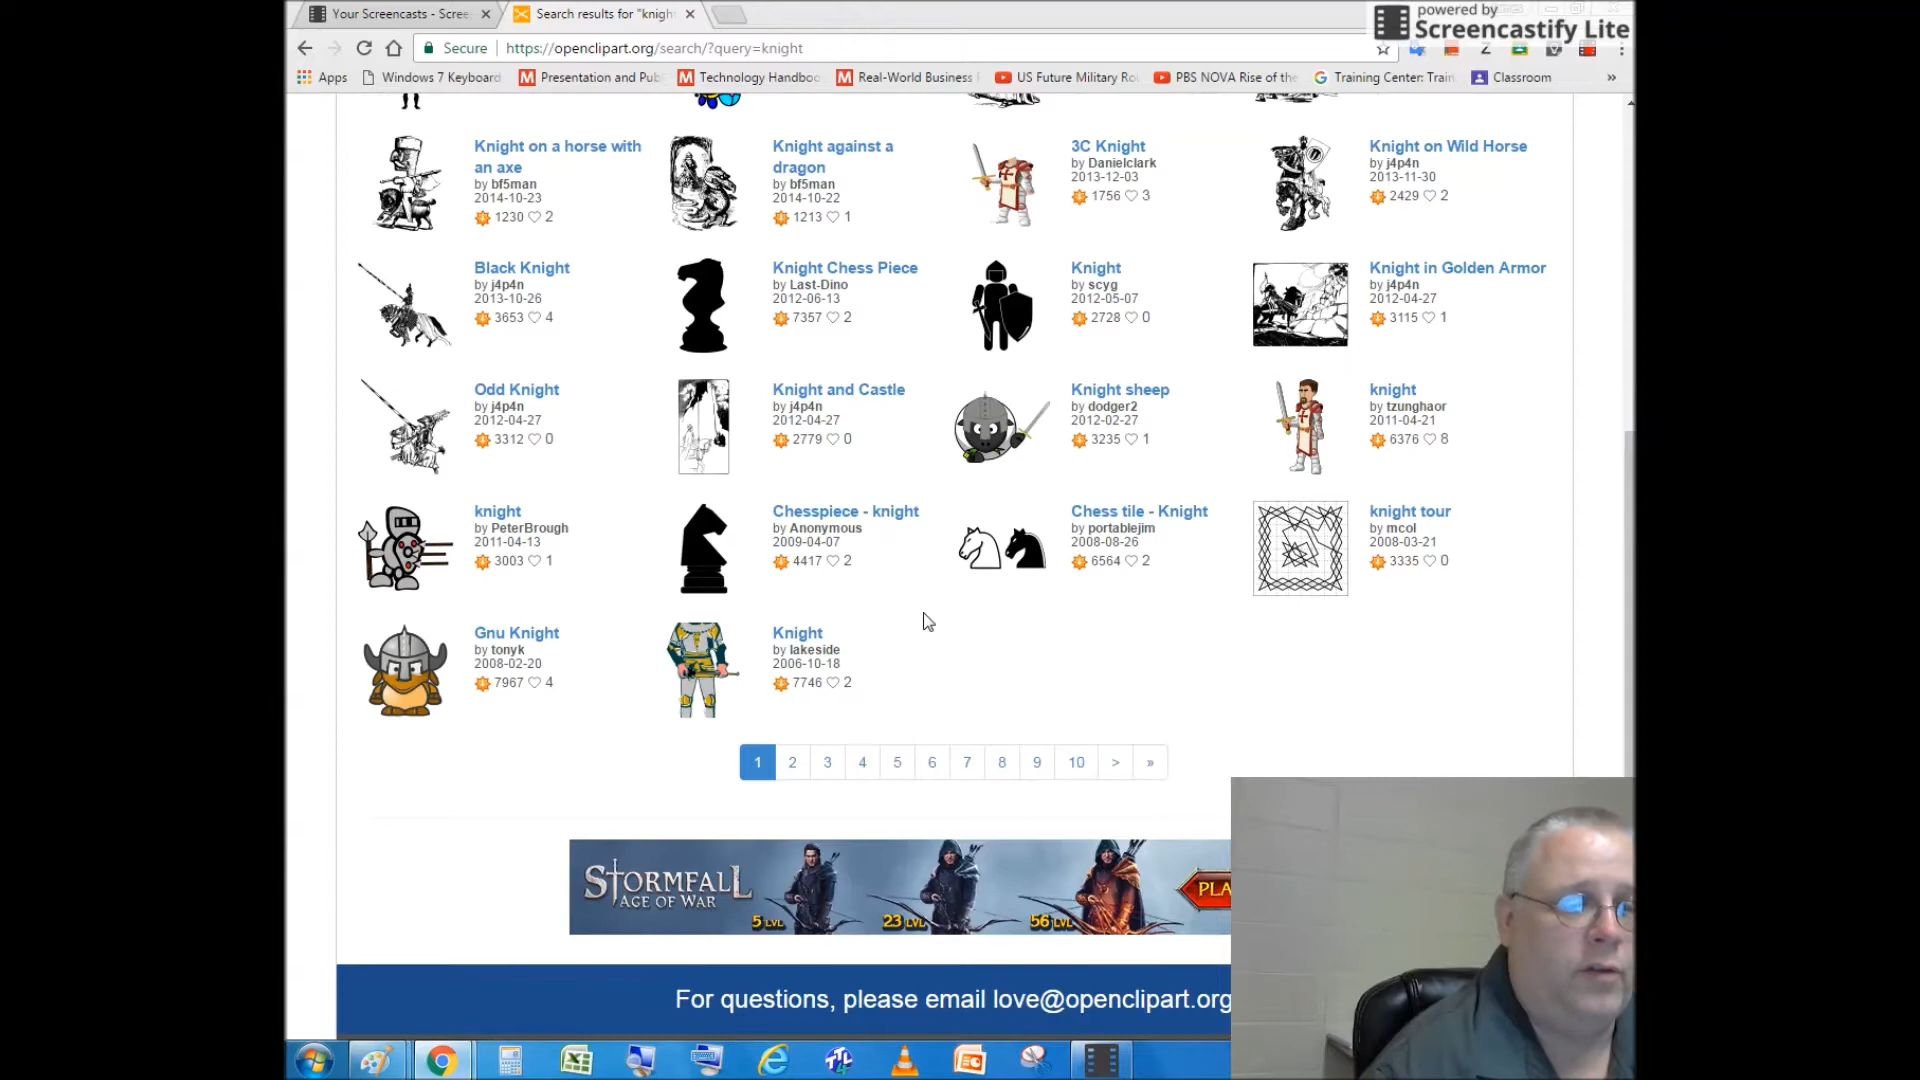 powered by
Screencastify Lite
Your Screencasts - Scree
Search results for "knigh
Secure
https://openclipart.org/search/?query=knight
Apps
Windows 7 Keyboard
Presentation and Pub
Technology Handboo
Real-World Business
US Future Military Ro
PBS NOVA Rise of the
Training Center: Train
Classroom
»
Knight on a horse with
an axe
by bf5man
2014-10-23
1230 2
Knight against a
dragon
by bf5man
2014-10-22
1213 1
3C Knight
by Danielclark
2013-12-03
1756 3
Knight on Wild Horse
by j4p4n
2013-11-30
2429 2
Black Knight
by j4p4n
2013-10-26
3653 4
Knight Chess Piece
by Last-Dino
2012-06-13
7357 2
Knight
by scyg
2012-05-07
2728 0
Knight in Golden Armor
by j4p4n
2012-04-27
3115 1
Odd Knight
by j4p4n
2012-04-27
3312 0
Knight and Castle
by j4p4n
2012-04-27
2779 0
Knight sheep
by dodger2
2012-02-27
3235 1
knight
by tzunghaor
2011-04-21
6376 8
knight
by PeterBrough
2011-04-13
3003 1
Chesspiece - knight
by Anonymous
2009-04-07
4417 2
Chess tile - Knight
by portablejim
2008-08-26
6564 2
knight tour
by mcol
2008-03-21
3335 0
Gnu Knight
by tonyk
2008-02-20
7967 4
Knight
by lakeside
2006-10-18
7746 2
1 2 3 4 5 6 7 8 9 10 > »
STORMFALL
AGE OF WAR
5 LVL
23 LVL
56 LVL
PLA
For questions, please email love@openclipart.org